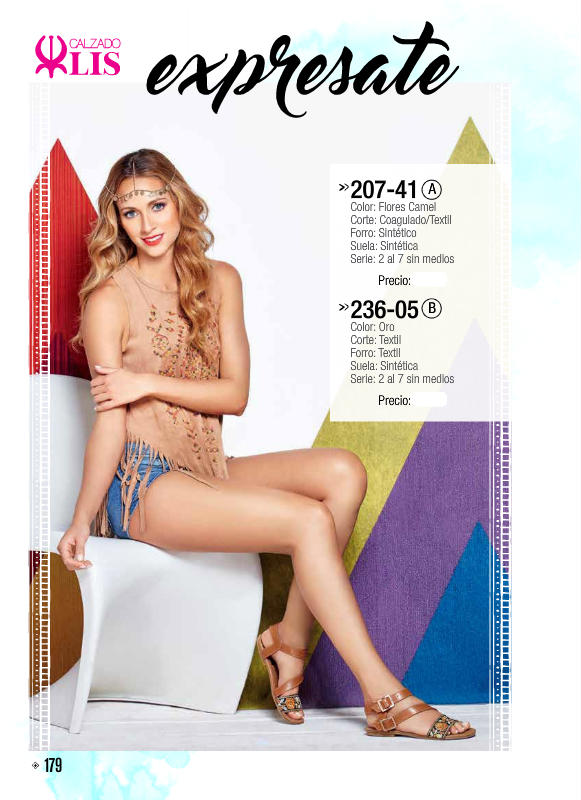 CALZADO
LIS
expresate
207-41 A
Color: Flores Camel
Corte: Coagulado/Textil
Forro: Sintético
Suela: Sintética
Serie: 2 al 7 sin medios
Precio:
236-05 B
Color: Oro
Corte: Textil
Forro: Textil
Suela: Sintética
Serie: 2 al 7 sin medios
Precio:
179